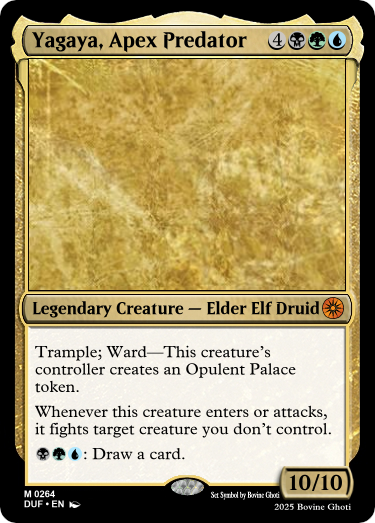 Yagaya, Apex Predator 4
Legendary Creature — Elder Elf Druid
Trample; Ward—This creature's
controller creates an Opulent Palace
token.
Whenever this creature enters or attacks,
it fights target creature you don't control.
: Draw a card.
10/10
M 0264
DUF • EN
Set Symbol by Bovine Ghoti
2025 Bovine Ghoti